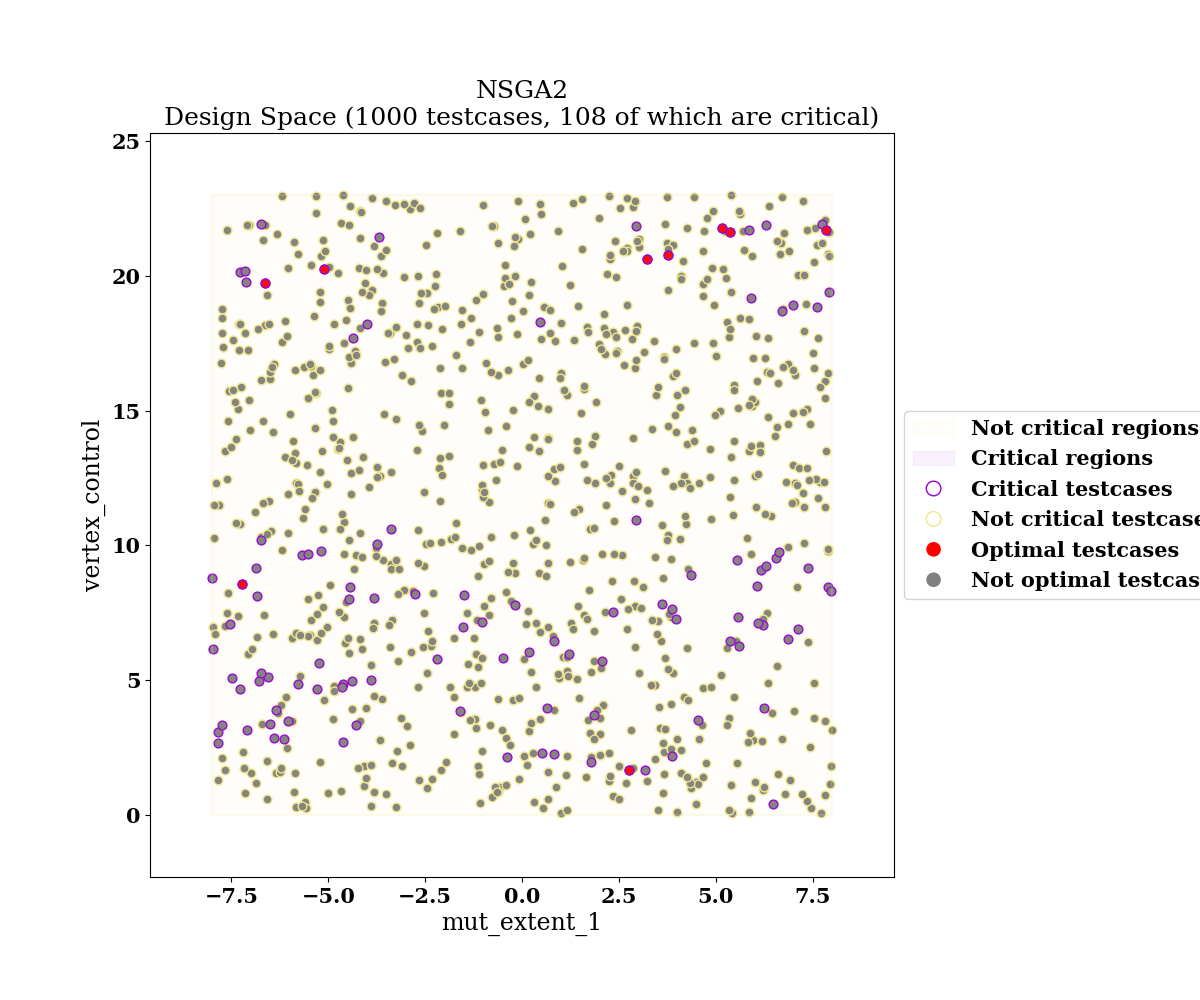 NSGA2
Design Space (1000 testcases, 108 of which are critical)
25
20
15
10
5
0
vertex_control
−7.5 −5.0 −2.5 0.0 2.5 5.0 7.5
mut_extent_1
Not critical regions
Critical regions
Critical testcases
Not critical testcase
Optimal testcases
Not optimal testcas